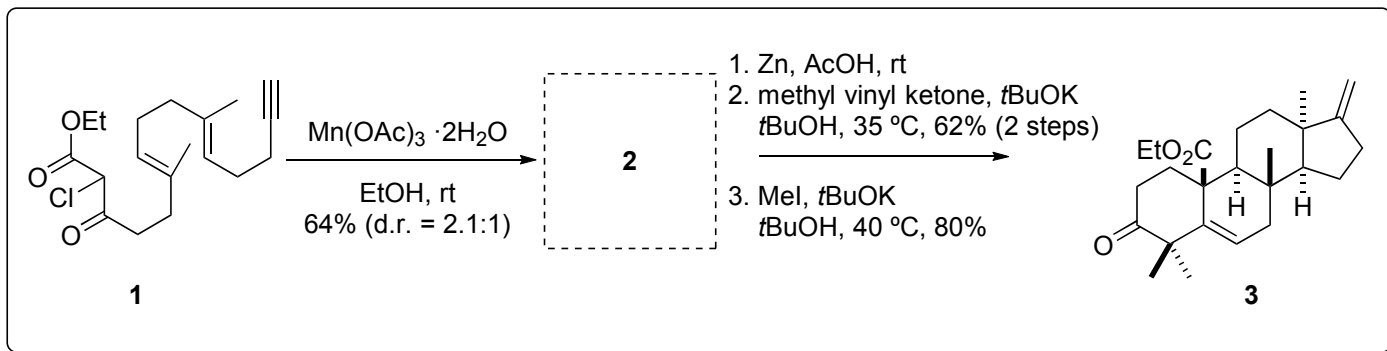 OEt
O
Cl
O
1
Mn(OAc)3 ·2H2O
EtOH, rt
64% (d.r. = 2.1:1)
2
1. Zn, AcOH, rt
2. methyl vinyl ketone, tBuOK
tBuOH, 35 ºC, 62% (2 steps)
3. MeI, tBuOK
tBuOH, 40 ºC, 80%
EtO2C
H
H
O
3